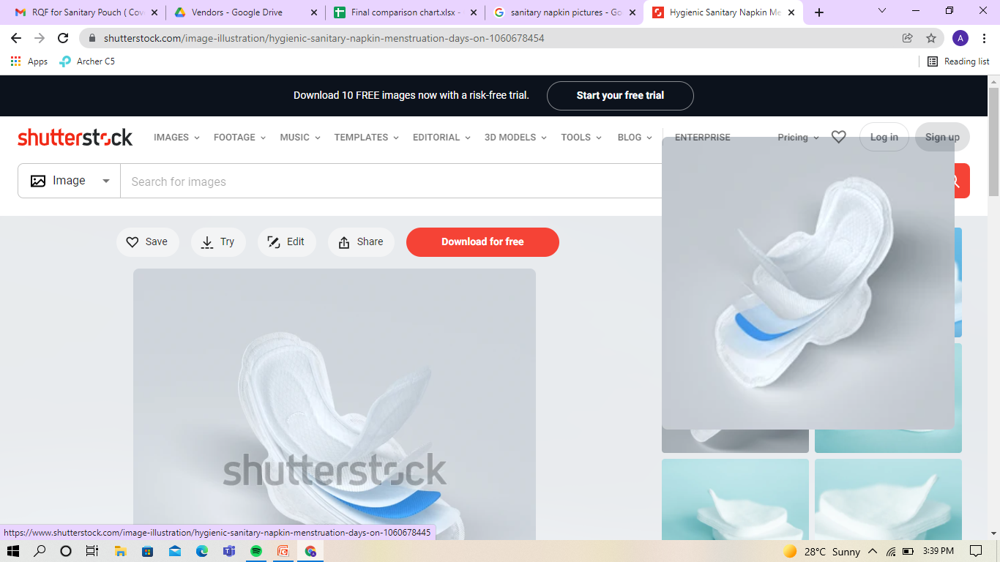 RQF for Sanitary Pouch ( Cov
Vendors - Google Drive
Final comparison chart.xlsx -
sanitary napkin pictures - Go
Hygienic Sanitary Napkin Me
shutterstock.com/image-illustration/hygienic-sanitary-napkin-menstruation-days-on-1060678454
A
Apps
Archer C5
Reading list
Download 10 FREE images now with a risk-free trial.
Start your free trial
shutterstock
IMAGES
FOOTAGE
MUSIC
TEMPLATES
EDITORIAL
3D MODELS
TOOLS
BLOG
ENTERPRISE
Pricing
Log in
Sign up
Image
Search for images
Save
Try
Edit
Share
Download for free
shutterstock
https://www.shutterstock.com/image-illustration/hygienic-sanitary-napkin-menstruation-days-on-1060678445
28°C Sunny
3:39 PM